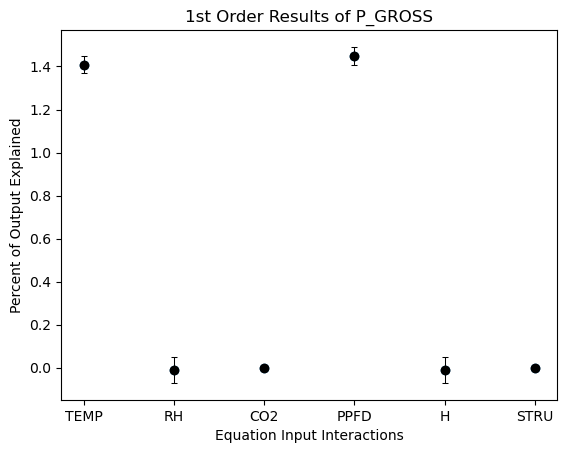 1st Order Results of P_GROSS
Percent of Output Explained
1.4
1.2
1.0
0.8
0.6
0.4
0.2
0.0
TEMP RH CO2 PPFD H STRU
Equation Input Interactions